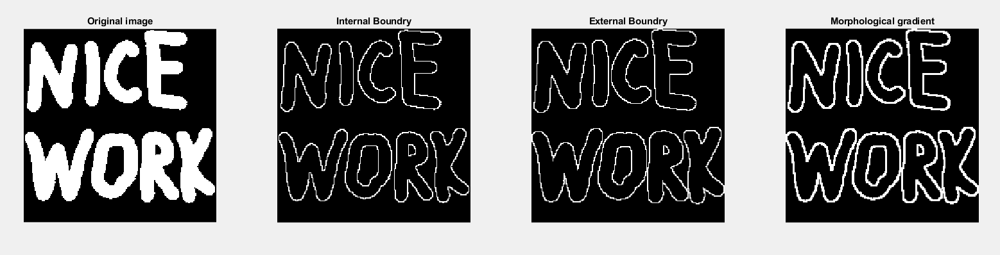 Original image
Internal Boundry
External Boundry
Morphological gradient
NICE
WORK
NICE
WORK
NICE
WORK
NICE
WORK